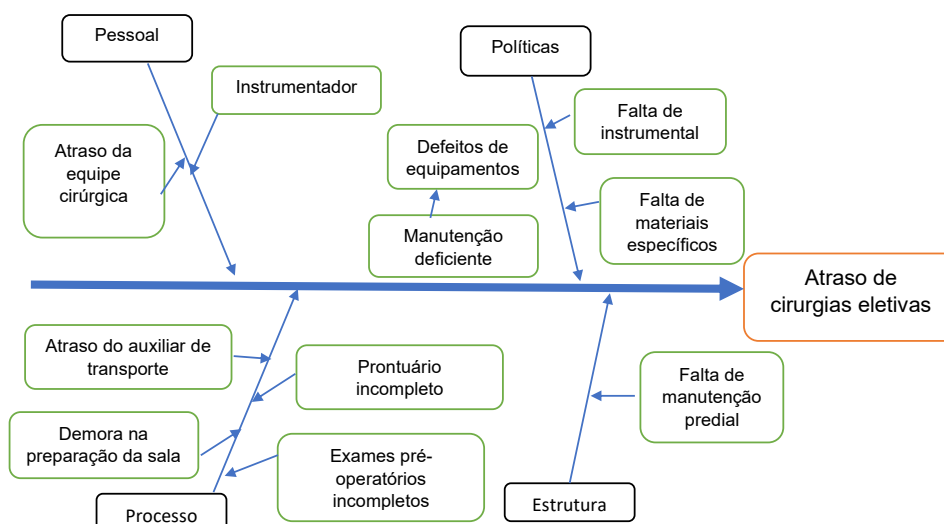 Pessoal
Políticas
Instrumentador
Falta de
instrumental
Atraso da
equipe
cirúrgica
Defeitos de
equipamentos
Falta de
materiais
específicos
Manutenção
deficiente
Atraso de
cirurgias eletivas
Atraso do auxiliar de
transporte
Prontuário
incompleto
Falta de
manutenção
predial
Demora na
preparação da sala
Exames pré-
operatórios
incompletos
Processo
Estrutura